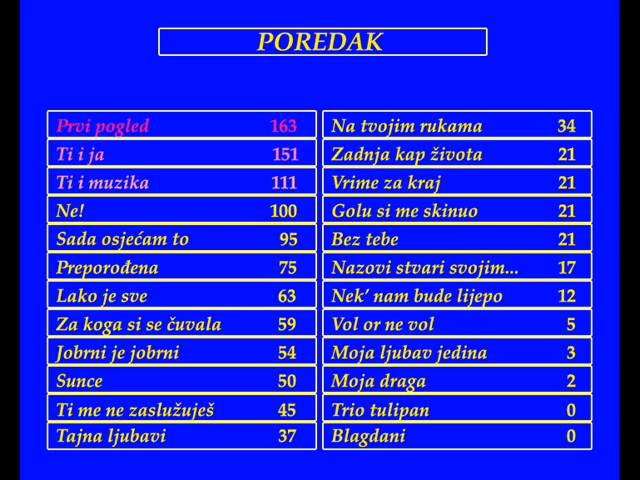 POREDAK
Prvi pogled 163
Ti i ja 151
Ti i muzika 111
Ne! 100
Sada osjećam to 95
Preporođena 75
Lako je sve 63
Za koga si se čuvala 59
Jobrni je jobrni 54
Sunce 50
Ti me ne zaslužuješ 45
Tajna ljubavi 37
Na tvojim rukama 34
Zadnja kap života 21
Vrime za kraj 21
Golu si me skinuo 21
Bez tebe 21
Nazovi stvari svojim... 17
Nek’ nam bude lijepo 12
Vol or ne vol 5
Moja ljubav jedina 3
Moja draga 2
Trio tulipan 0
Blagdani 0